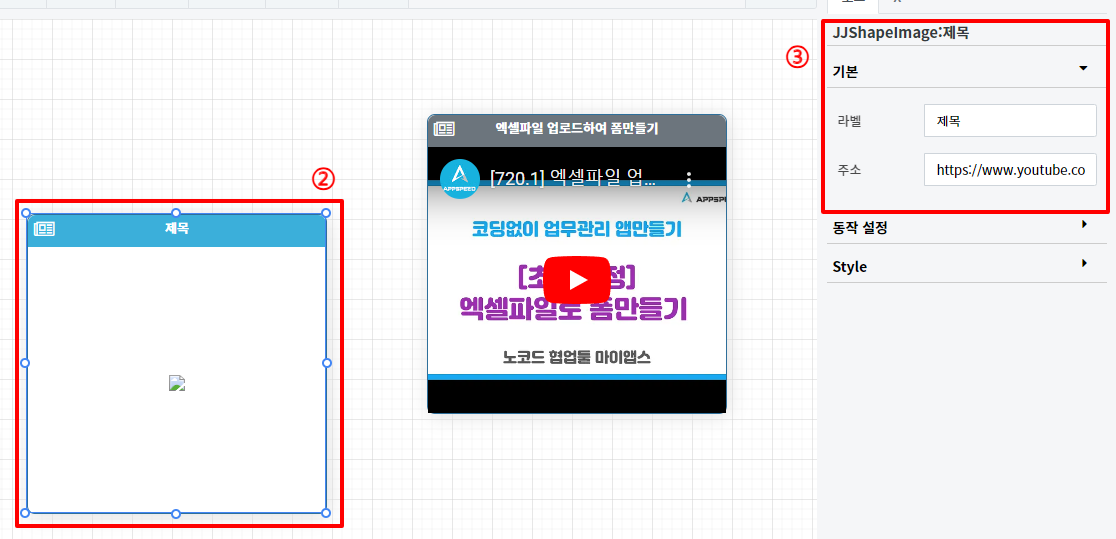 JJShapeImage:제목
③
기본
라벨
제목
주소
https://www.youtube.co
동작 설정
Style
엑셀파일 업로드하여 폼만들기
APPSPEED
[720.1] 엑셀파일 업...
APPSPE
코딩없이 업무관리 앱만들기
엑셀파일로 폼만들기
노코드 협업툴 마이앱스
②
제목